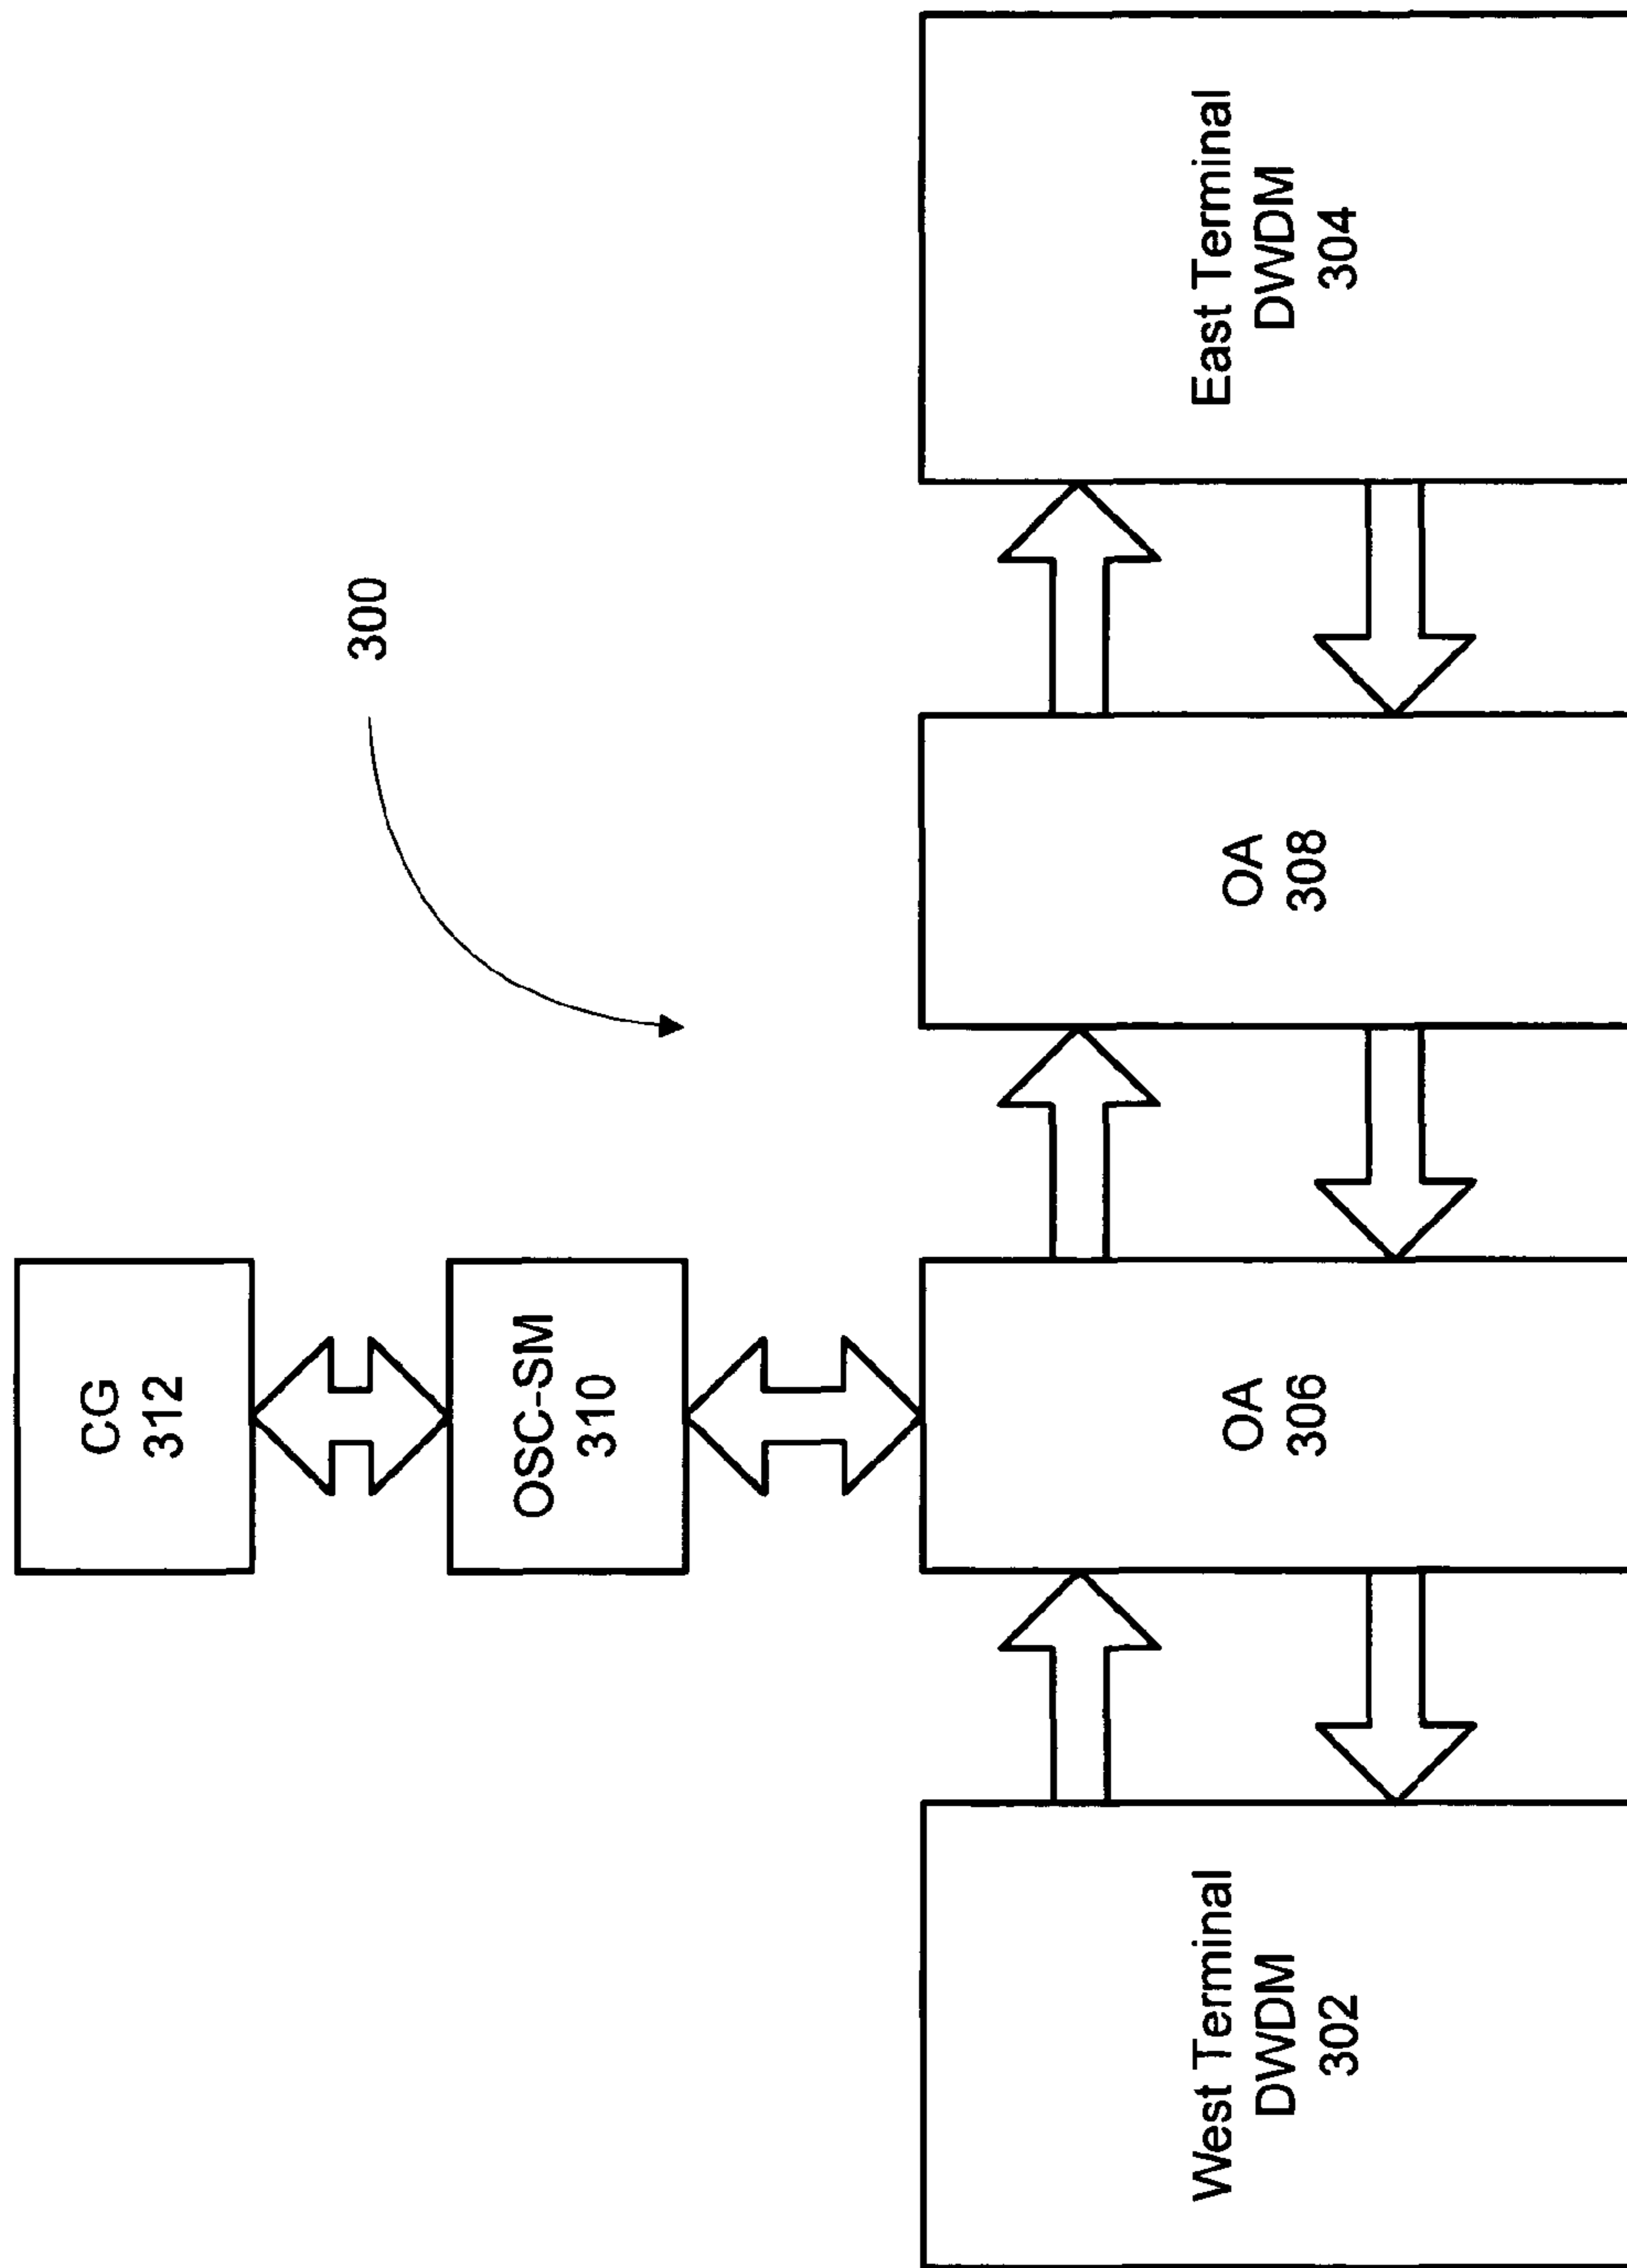 CG
312
300
OSC-SM
310
West Terminal
DWDM
302
OA
306
OA
308
East Terminal
DWDM
304